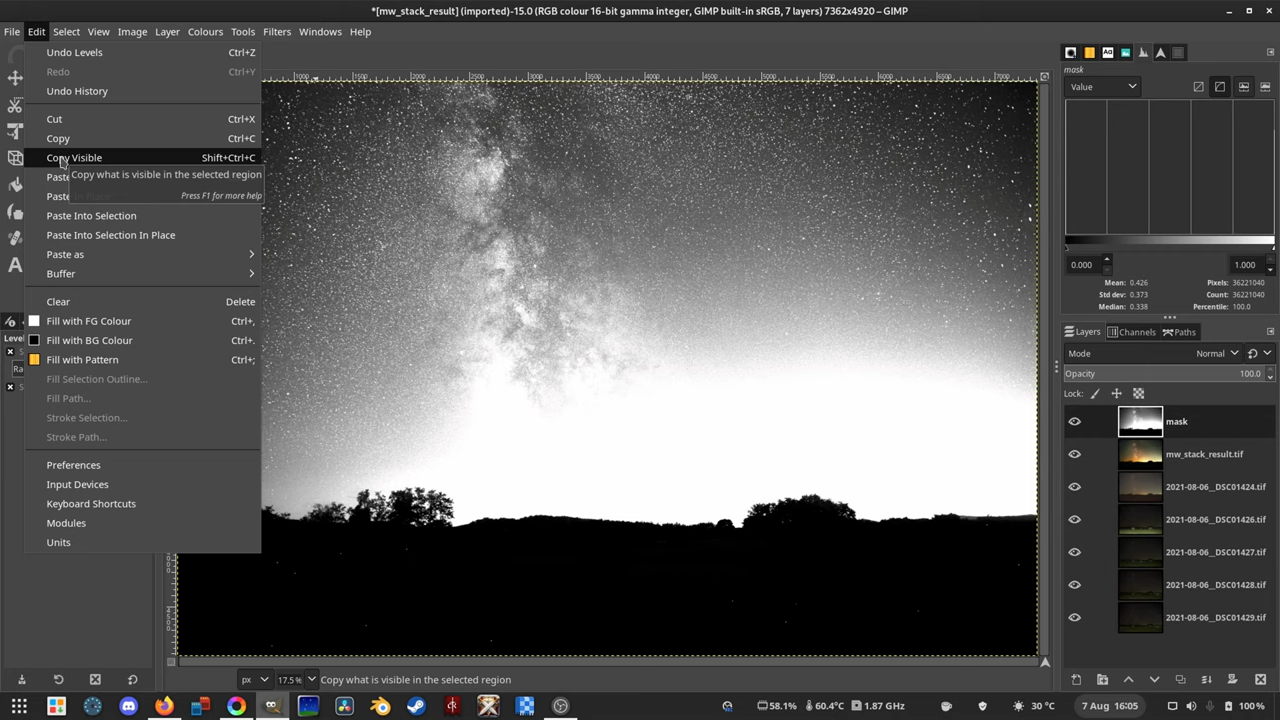 *[mw_stack_result] (imported)-15.0 (RGB colour 16-bit gamma integer, GIMP built-in sRGB, 7 layers) 7362x4920 – GIMP
File Edit Select View Image Layer Colours Tools Filters Windows Help
Undo Levels Ctrl+Z
Redo Ctrl+Y
Undo History
Cut Ctrl+X
Copy Ctrl+C
Copy Visible Shift+Ctrl+C
Copy what is visible in the selected region
Press F1 for more help
Paste Into Selection
Paste Into Selection In Place
Paste as
Buffer
Clear Delete
Fill with FG Colour Ctrl+,
Fill with BG Colour Ctrl+.
Fill with Pattern Ctrl+;
Fill Selection Outline...
Fill Path...
Stroke Selection...
Stroke Path...
Preferences
Input Devices
Keyboard Shortcuts
Modules
Units
px 17.5 % Copy what is visible in the selected region
mask
Value
0.000 1.000
Mean: 0.426 Pixels: 36221040
Std dev: 0.373 Count: 36221040
Median: 0.338 Percentile: 100.0
Layers Channels Paths
Mode Normal
Opacity 100.0
Lock:
mask
mw_stack_result.tif
2021-08-06__DSC01424.tif
2021-08-06__DSC01426.tif
2021-08-06__DSC01427.tif
2021-08-06__DSC01428.tif
2021-08-06__DSC01429.tif
58.1% 60.4°C 1.87 GHz 30 °C 7 Aug 16:05 100 %